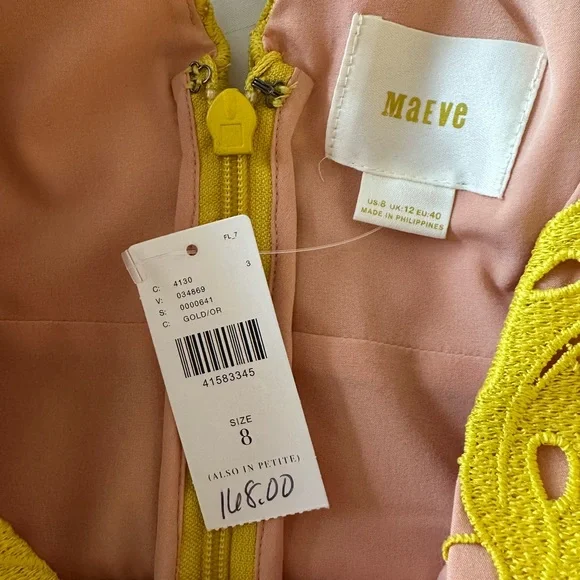 MaEve
US:8 UK:12 EU:40
MADE IN PHILIPPINES
FL_7
3
C: 4130
V: 034869
S: 0000641
C: GOLD/OR
41583345
SIZE
8
(ALSO IN PETITE)
168.00